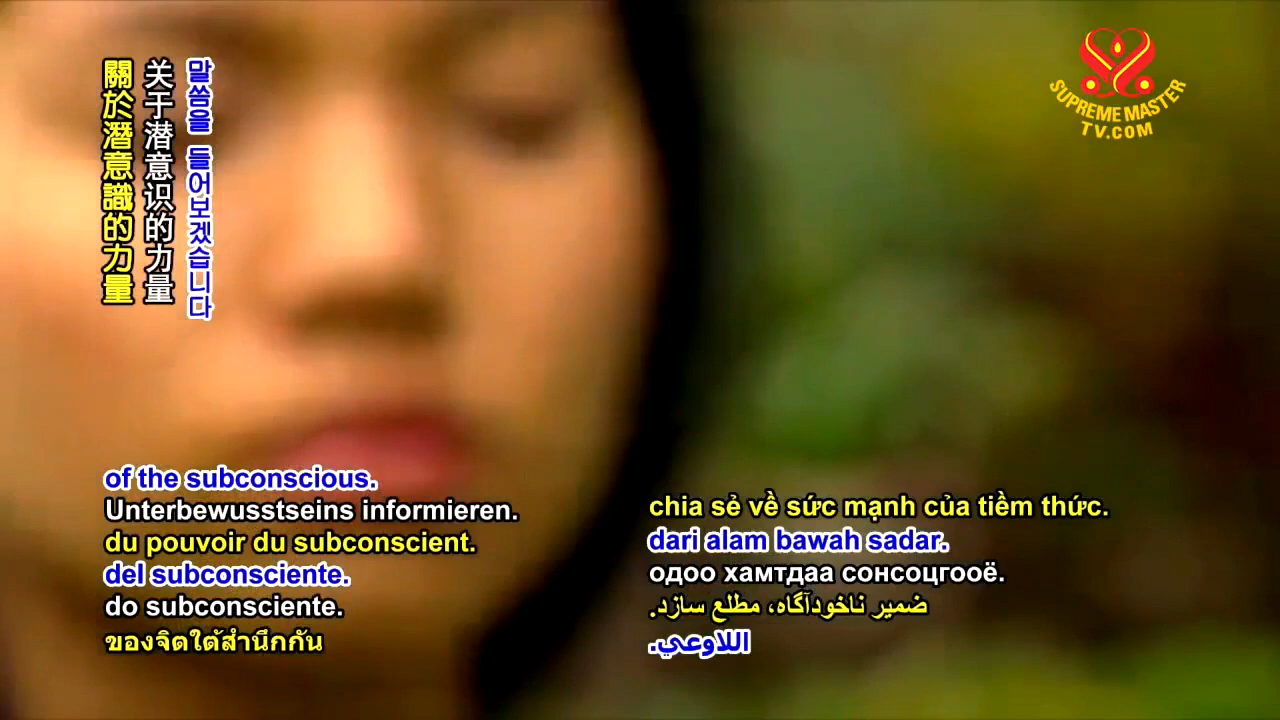 말씀을 들어보겠습니다
关于潜意识的力量
關於潛意識的力量
SUPREME MASTER
TV.COM
of the subconscious.
Unterbewusstseins informieren.
du pouvoir du subconscient.
del subconsciente.
do subconsciente.
ของจิตใต้สำนึกกัน
chia sẻ về sức mạnh của tiềm thức.
dari alam bawah sadar.
одоо хамтдаа сонсоцгооё.
ضمیر ناخودآگاه، مطلع سازد.
اللاوعي.